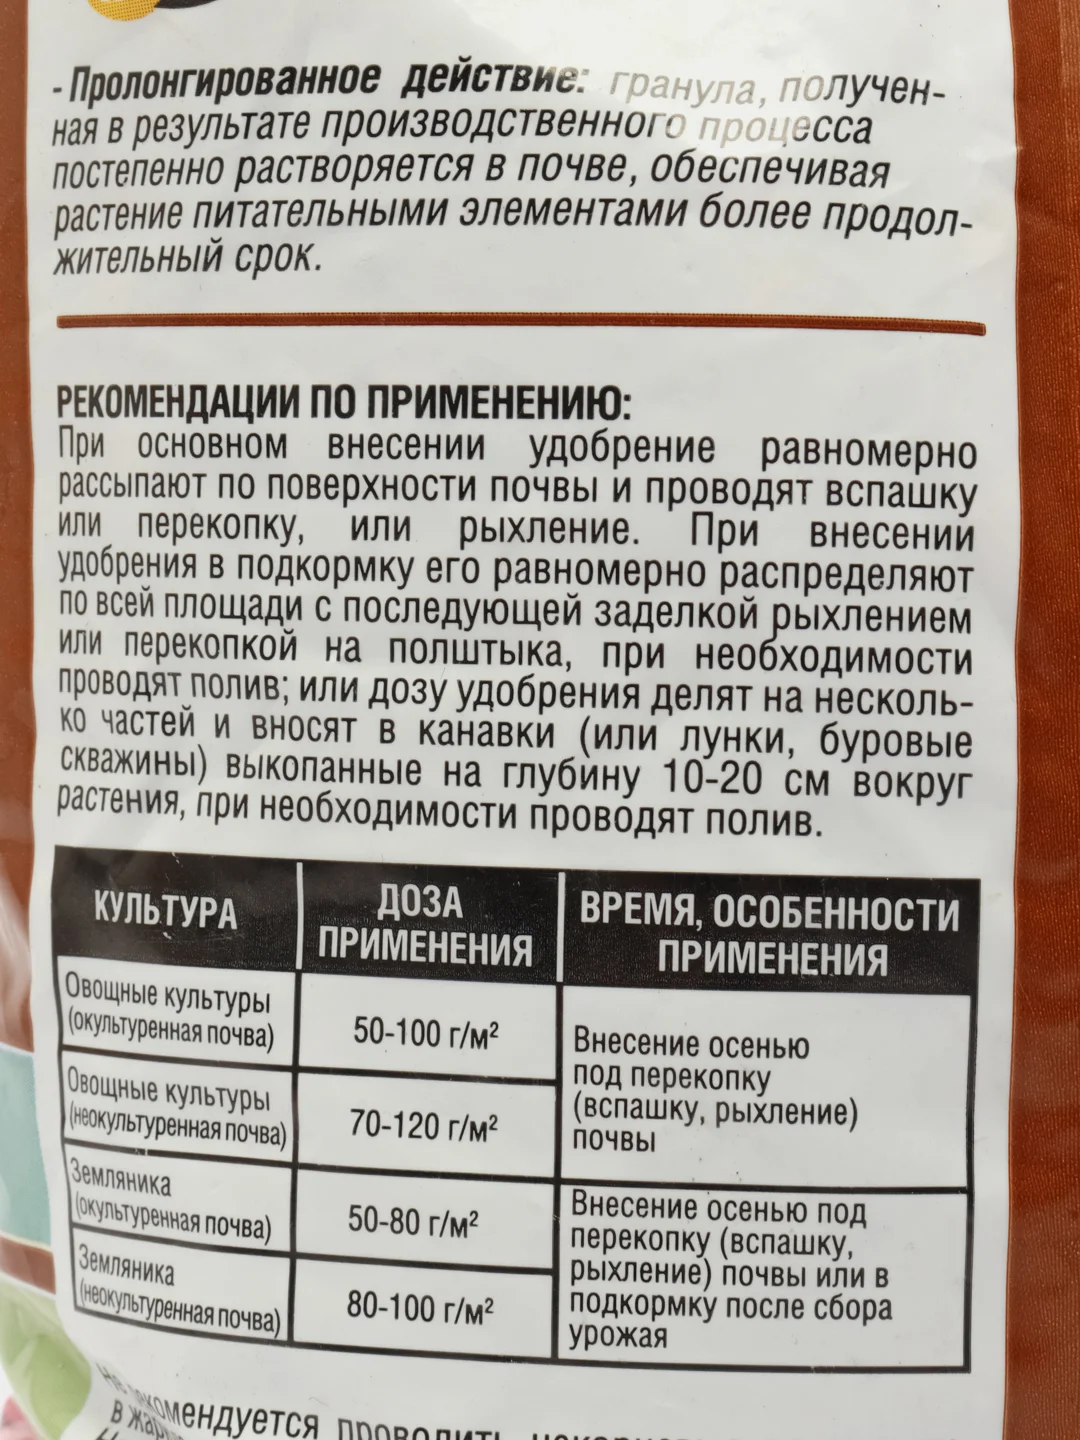 - Пролонгированное действие: гранула, получен-
ная в результате производственного процесса
постепенно растворяется в почве, обеспечивая
растение питательными элементами более продол-
жительный срок.
РЕКОМЕНДАЦИИ ПО ПРИМЕНЕНИЮ:
При основном внесении удобрение равномерно
рассыпают по поверхности почвы и проводят вспашку
или перекопку, или рыхление. При внесении
удобрения в подкормку его равномерно распределяют
по всей площади с последующей заделкой рыхлением
или перекопкой на полштыка, при необходимости
проводят полив; или дозу удобрения делят на несколь-
ко частей и вносят в канавки (или лунки, буровые
скважины) выкопанные на глубину 10-20 см вокруг
растения, при необходимости проводят полив.
КУЛЬТУРА
ДОЗА
ПРИМЕНЕНИЯ
ВРЕМЯ, ОСОБЕННОСТИ
ПРИМЕНЕНИЯ
Овощные культуры
(окультуренная почва)
50-100 г/м²
Внесение осенью
под перекопку
(вспашку, рыхление)
почвы
Овощные культуры
(неокультуренная почва)
70-120 г/м²
Земляника
(окультуренная почва)
50-80 г/м²
Внесение осенью под
перекопку (вспашку,
рыхление) почвы или в
подкормку после сбора
урожая
Земляника
(неокультуренная почва)
80-100 г/м²
Не рекомендуется проводить
в